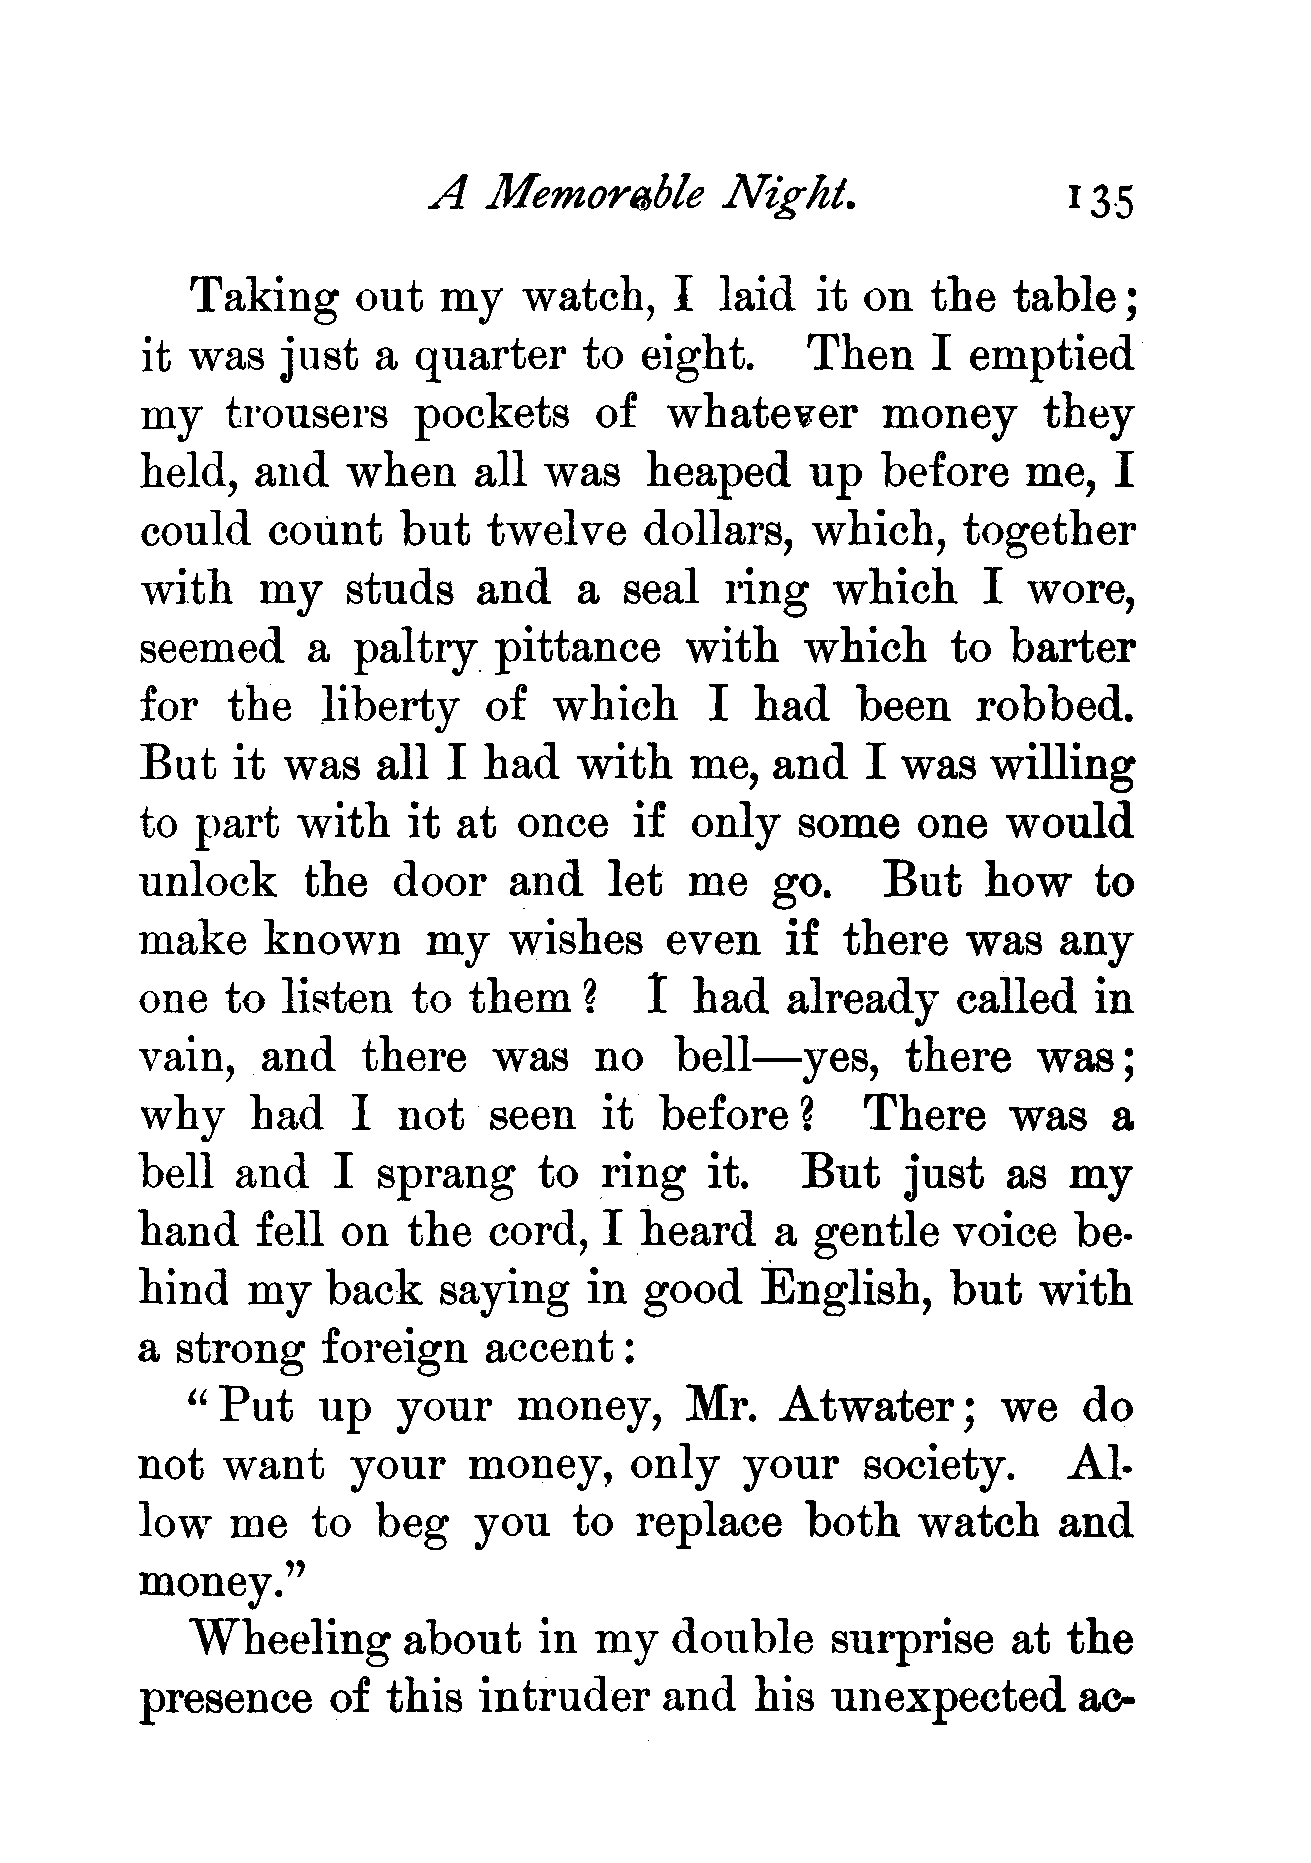 A Memorable Night. 135
Taking out my watch, I laid it on the table;
it was just a quarter to eight. Then I emptied
my trousers pockets of whatever money they
held, and when all was heaped up before me, I
could count but twelve dollars, which, together
with my studs and a seal ring which I wore,
seemed a paltry pittance with which to barter
for the liberty of which I had been robbed.
But it was all I had with me, and I was willing
to part with it at once if only some one would
unlock the door and let me go. But how to
make known my wishes even if there was any
one to listen to them? I had already called in
vain, and there was no bell—yes, there was;
why had I not seen it before? There was a
bell and I sprang to ring it. But just as my
hand fell on the cord, I heard a gentle voice be-
hind my back saying in good English, but with
a strong foreign accent:
"Put up your money, Mr. Atwater; we do
not want your money, only your society. Al-
low me to beg you to replace both watch and
money."
Wheeling about in my double surprise at the
presence of this intruder and his unexpected ac-